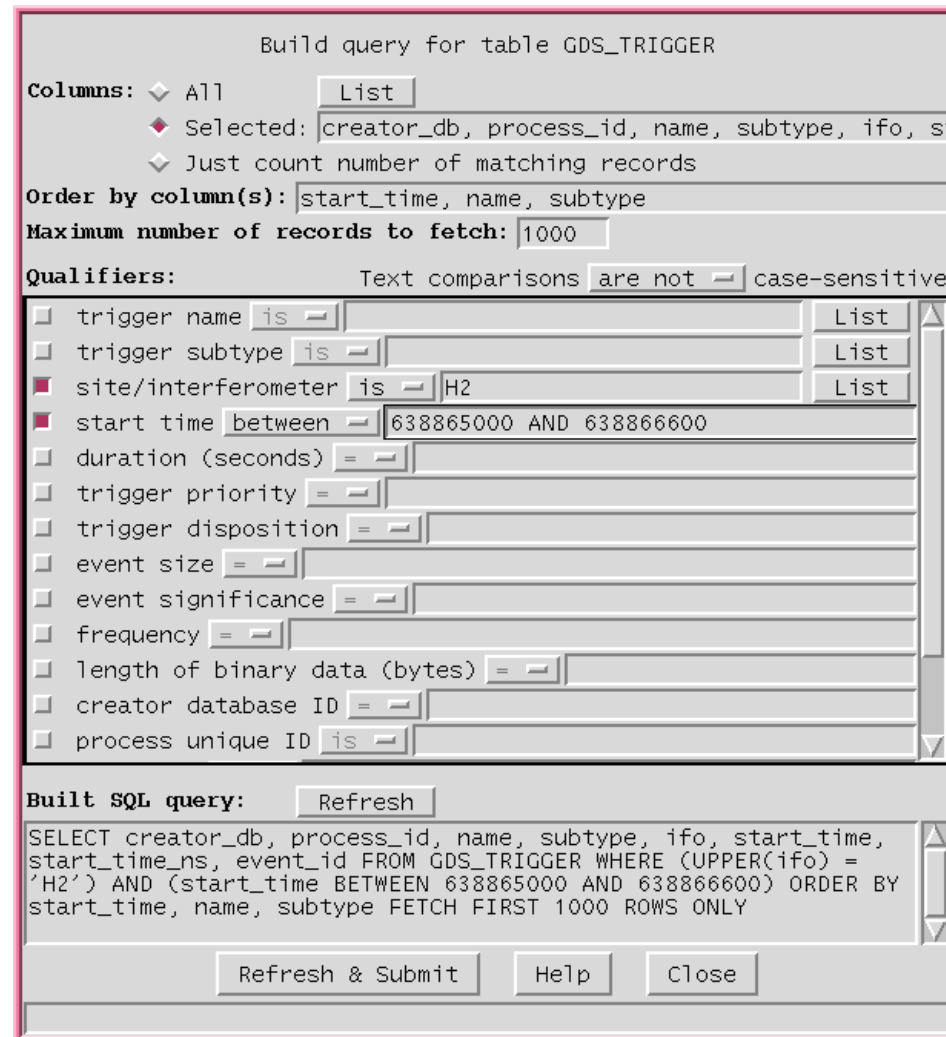 Build query for table GDS_TRIGGER
Columns: All List
Selected: creator_db, process_id, name, subtype, ifo, s
Just count number of matching records
Order by column(s): start_time, name, subtype
Maximum number of records to fetch: 1000
Qualifiers: Text comparisons are not case-sensitive
trigger name is List
trigger subtype is List
site/interferometer is H2 List
start time between 638865000 AND 638866600
duration (seconds) =
trigger priority =
trigger disposition =
event size =
event significance =
frequency =
length of binary data (bytes) =
creator database ID =
process unique ID is
Built SQL query: Refresh
SELECT creator_db, process_id, name, subtype, ifo, start_time,
start_time_ns, event_id FROM GDS_TRIGGER WHERE (UPPER(ifo) =
'H2') AND (start_time BETWEEN 638865000 AND 638866600) ORDER BY
start_time, name, subtype FETCH FIRST 1000 ROWS ONLY
Refresh & Submit Help Close